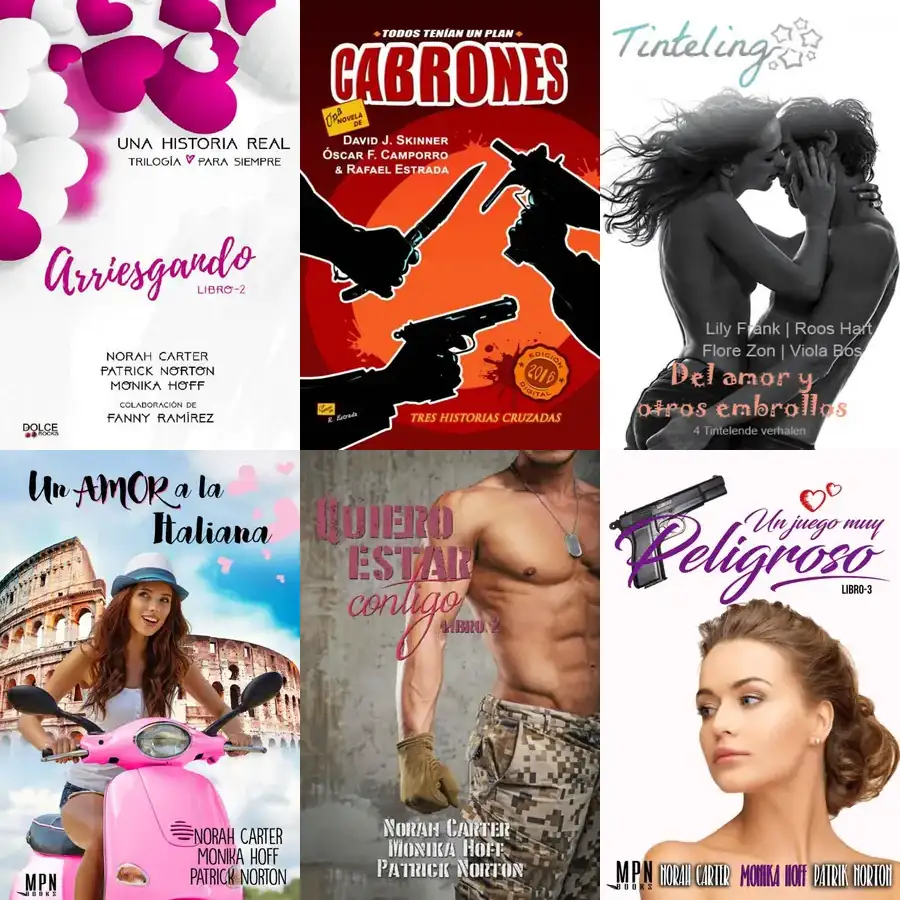 UNA HISTORIA REAL
TRILOGÍA PARA SIEMPRE
Arriesgando
LIBRO-2
NORAH CARTER
PATRICK NORTON
MONIKA HOFF
COLABORACIÓN DE
FANNY RAMÍREZ
DOLCE
BOOKS
TODOS TENÍAN UN PLAN
CABRONES
Una
NOVELA
DE
DAVID J. SKINNER
ÓSCAR F. CAMPORRO
& RAFAEL ESTRADA
EDICIÓN
2016
DIGITAL
R. Estrada
TRES HISTORIAS CRUZADAS
Tinteling
Lily Frank | Roos Hart
Flore Zon | Viola Bos
Del amor y
otros embrollos
4 Tintelende verhalen
Un AMOR a la
Italiana
NORAH CARTER
MONIKA HOFF
PATRICK NORTON
MPN
BOOKS
QUIERO
ESTAR
contigo
LIBRO 2
NORAH CARTER
MONIKA HOFF
PATRICK NORTON
Un juego muy
Peligroso
LIBRO-3
MPN
BOOKS
NORAH CARTER MONIKA HOFF PATRIK NORTON